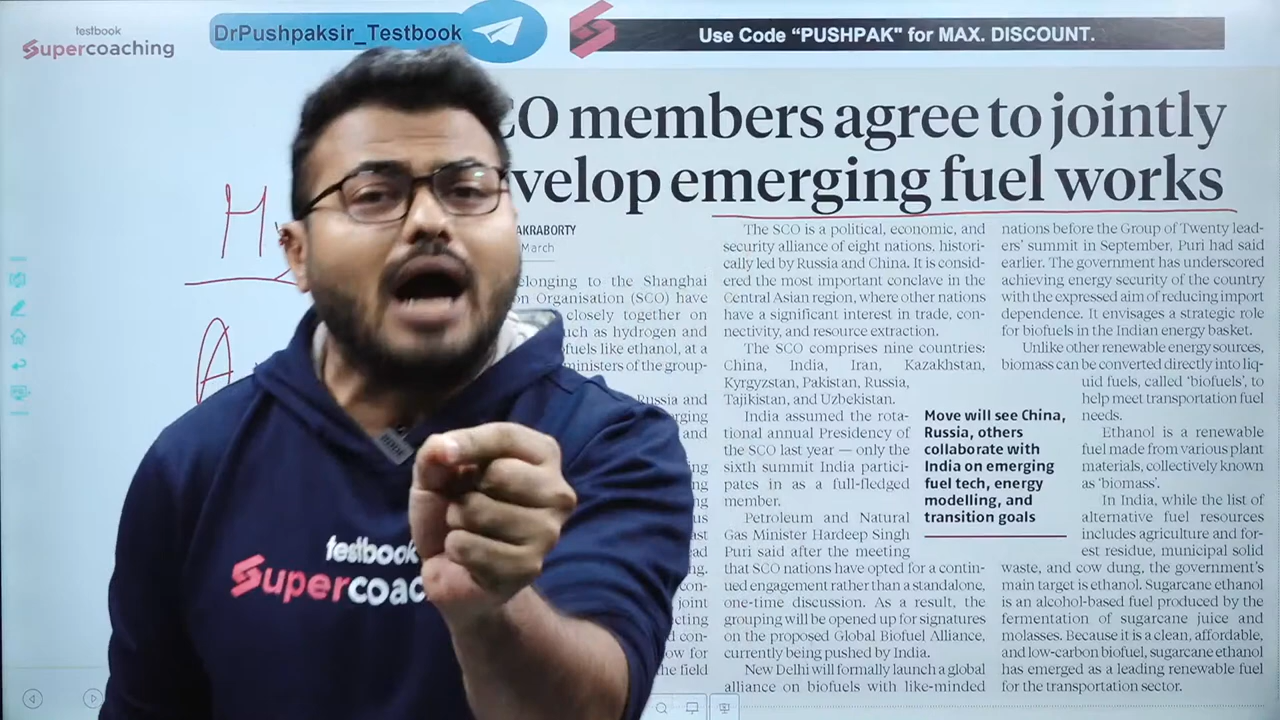 testbook
Supercoaching
DrPushpaksir_Testbook
Use Code “PUSHPAK" for MAX. DISCOUNT.
CO members agree to jointly
velop emerging fuel works
AKRABORTY
March
elonging to the Shanghai
n Organisation (SCO) have
closely together on
uch as hydrogen and
fuels like ethanol, at a
ministers of the group-
Russia and
rging
and
The SCO is a political, economic, and
security alliance of eight nations, histori-
cally led by Russia and China. It is consid-
ered the most important conclave in the
Central Asian region, where other nations
have a significant interest in trade, con-
nectivity, and resource extraction.
The SCO comprises nine countries:
China, India, Iran, Kazakhstan,
Kyrgyzstan, Pakistan, Russia,
Tajikistan, and Uzbekistan.
India assumed the rota-
tional annual Presidency of
the SCO last year — only the
sixth summit India partici-
pates in as a full-fledged
member.
Petroleum and Natural
Gas Minister Hardeep Singh
Puri said after the meeting
that SCO nations have opted for a contin-
ued engagement rather than a standalone,
one-time discussion. As a result, the
grouping will be opened up for signatures
on the proposed Global Biofuel Alliance,
currently being pushed by India.
New Delhi will formally launch a global
alliance on biofuels with like-minded
Move will see China,
Russia, others
collaborate with
India on emerging
fuel tech, energy
modelling, and
transition goals
nations before the Group of Twenty lead-
ers’ summit in September, Puri had said
earlier. The government has underscored
achieving energy security of the country
with the expressed aim of reducing import
dependence. It envisages a strategic role
for biofuels in the Indian energy basket.
Unlike other renewable energy sources,
biomass can be converted directly into liq-
uid fuels, called ‘biofuels’, to
help meet transportation fuel
needs.
Ethanol is a renewable
fuel made from various plant
materials, collectively known
as ‘biomass’.
In India, while the list of
alternative fuel resources
includes agriculture and for-
est residue, municipal solid
waste, and cow dung, the government’s
main target is ethanol. Sugarcane ethanol
is an alcohol-based fuel produced by the
fermentation of sugarcane juice and
molasses. Because it is a clean, affordable,
and low-carbon biofuel, sugarcane ethanol
has emerged as a leading renewable fuel
for the transportation sector.
H
A
testbook
Supercoac